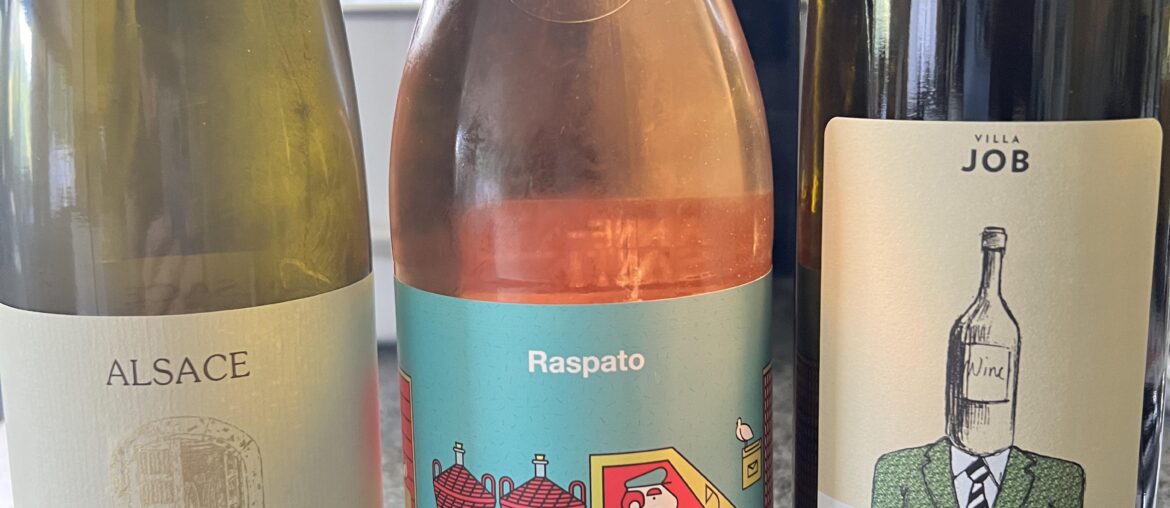 ALSACE
Raspato
VILLA
JOB
Wine